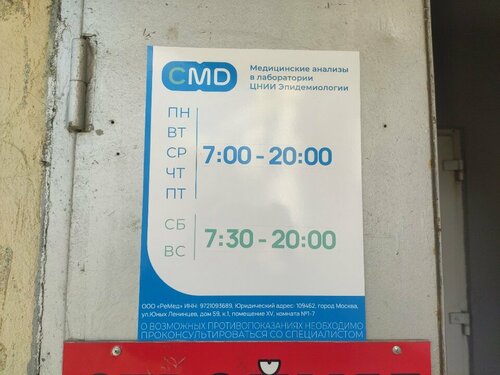 CMD
Медицинские анализы
в лаборатории
ЦНИИ Эпидемиологии
ПН
ВТ
СР
ЧТ
ПТ
7:00 - 20:00
СБ
ВС
7:30 - 20:00
ООО «РеМед» ИНН: 9721093689, Юридический адрес: 109462, город Москва,
ул.Юных Ленинцев, дом 59, к.1, помещение XV, комната №1-7
О ВОЗМОЖНЫХ ПРОТИВОПОКАЗАНИЯХ НЕОБХОДИМО
ПРОКОНСУЛЬТИРОВАТЬСЯ СО СПЕЦИАЛИСТОМ